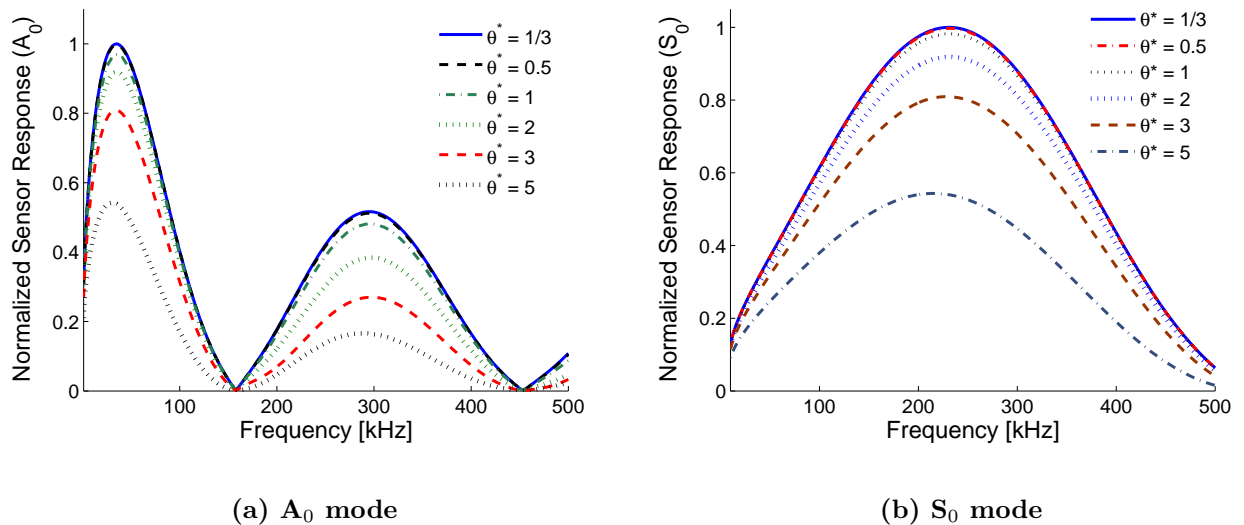 Normalized Sensor Response (A0)
1
0.8
0.6
0.4
0.2
0
100
200
300
400
500
Frequency [kHz]
θ* = 1/3
θ* = 0.5
θ* = 1
θ* = 2
θ* = 3
θ* = 5
(a) A0 mode
Normalized Sensor Response (S0)
1
0.8
0.6
0.4
0.2
0
100
200
300
400
500
Frequency [kHz]
θ* = 1/3
θ* = 0.5
θ* = 1
θ* = 2
θ* = 3
θ* = 5
(b) S0 mode